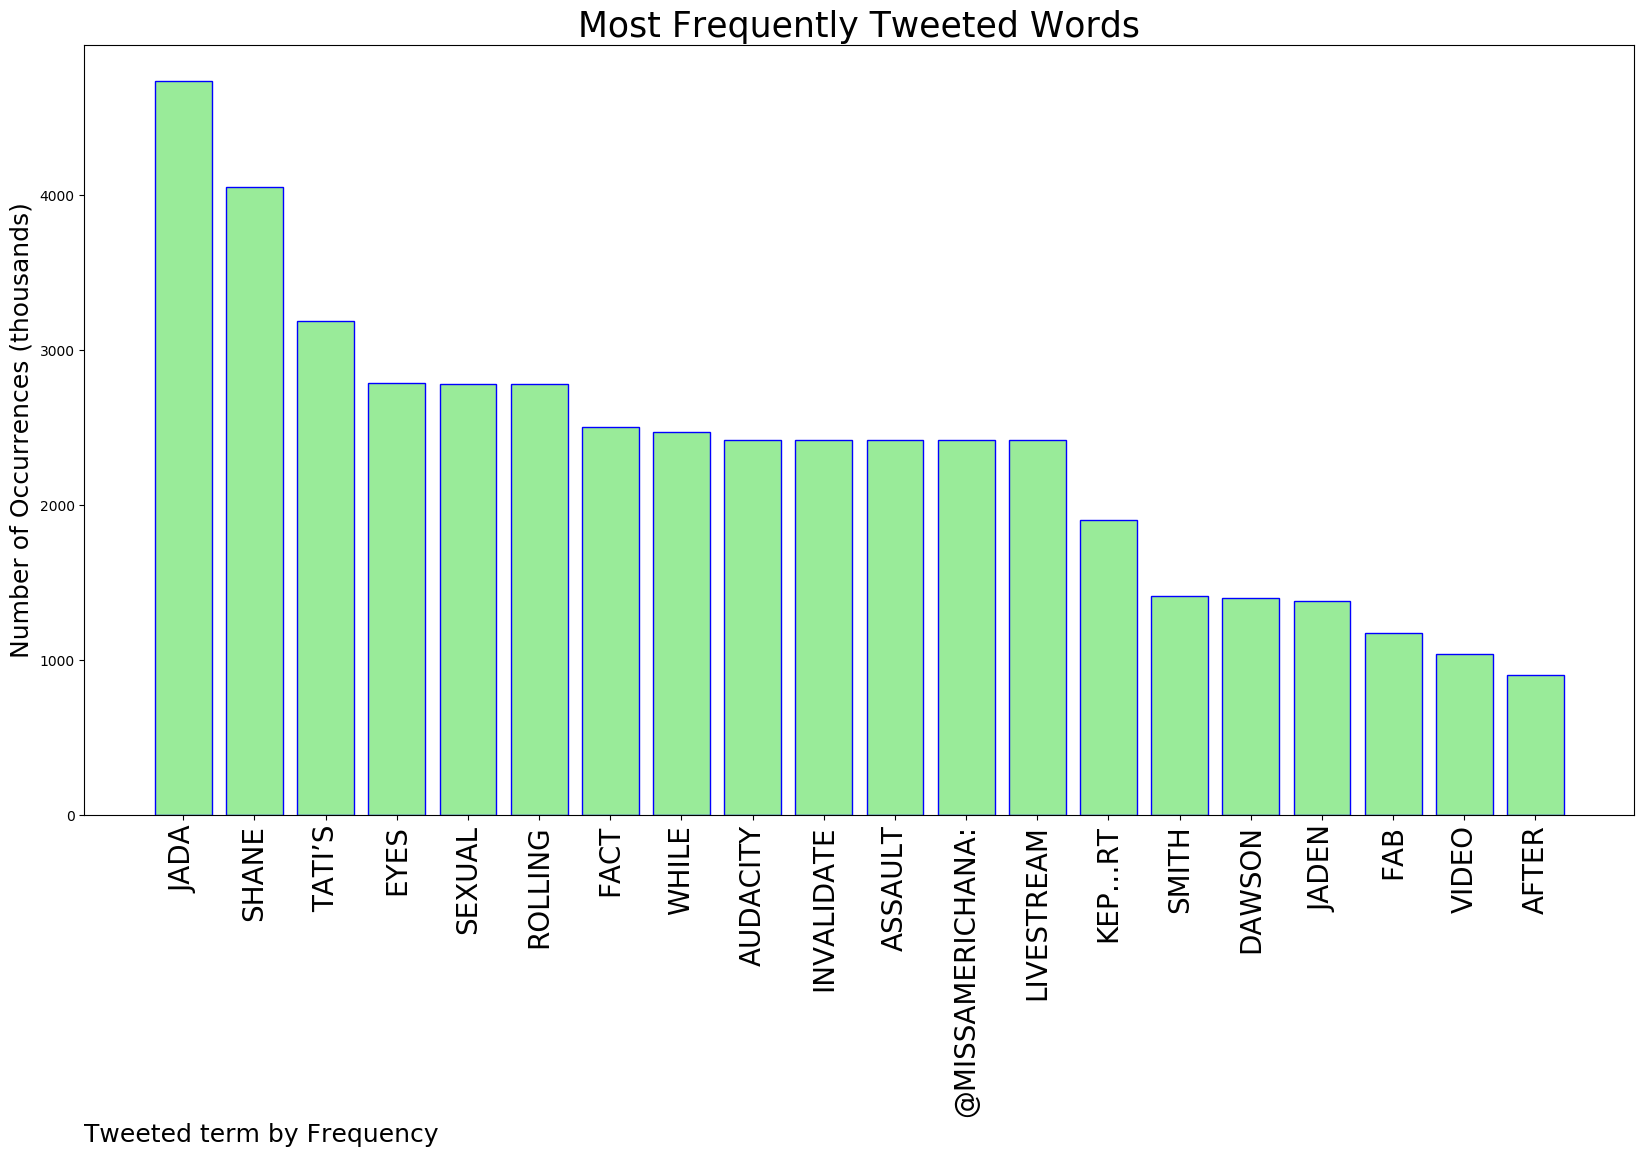 Most Frequently Tweeted Words
Number of Occurrences (thousands)
4000
3000
2000
1000
0
JADA
SHANE
TATI’S
EYES
SEXUAL
ROLLING
FACT
WHILE
AUDACITY
INVALIDATE
ASSAULT
@MISSAMERICHANA:
LIVESTREAM
KEP…RT
SMITH
DAWSON
JADEN
FAB
VIDEO
AFTER
Tweeted term by Frequency